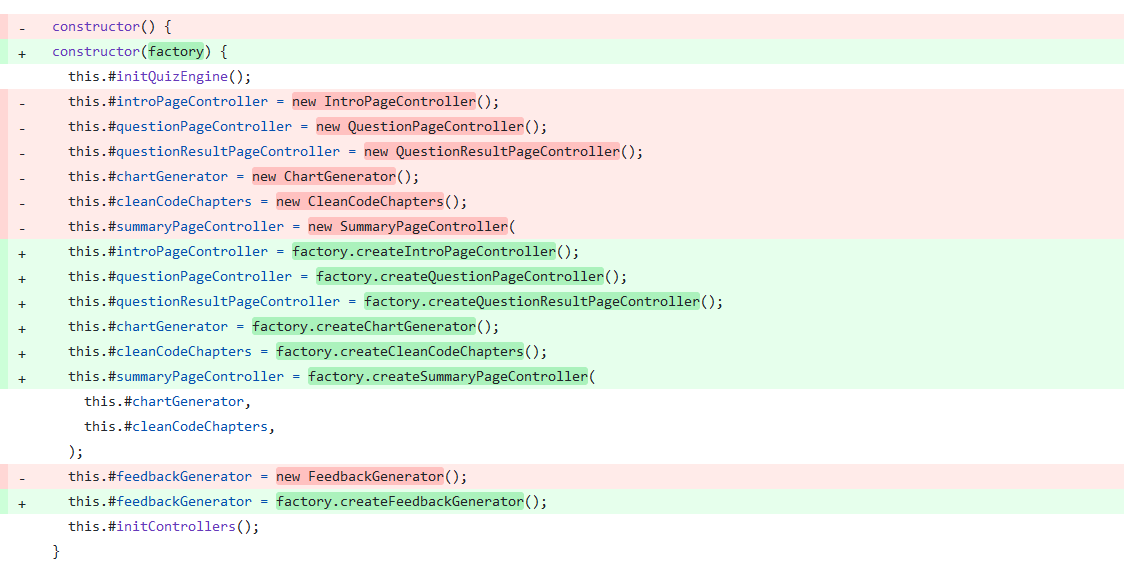 - constructor() {
+ constructor(factory) {
this.#initQuizEngine();
- this.#introPageController = new IntroPageController();
- this.#questionPageController = new QuestionPageController();
- this.#questionResultPageController = new QuestionResultPageController();
- this.#chartGenerator = new ChartGenerator();
- this.#cleanCodeChapters = new CleanCodeChapters();
- this.#summaryPageController = new SummaryPageController(
+ this.#introPageController = factory.createIntroPageController();
+ this.#questionPageController = factory.createQuestionPageController();
+ this.#questionResultPageController = factory.createQuestionResultPageController();
+ this.#chartGenerator = factory.createChartGenerator();
+ this.#cleanCodeChapters = factory.createCleanCodeChapters();
+ this.#summaryPageController = factory.createSummaryPageController(
this.#chartGenerator,
this.#cleanCodeChapters,
);
- this.#feedbackGenerator = new FeedbackGenerator();
+ this.#feedbackGenerator = factory.createFeedbackGenerator();
this.#initControllers();
}